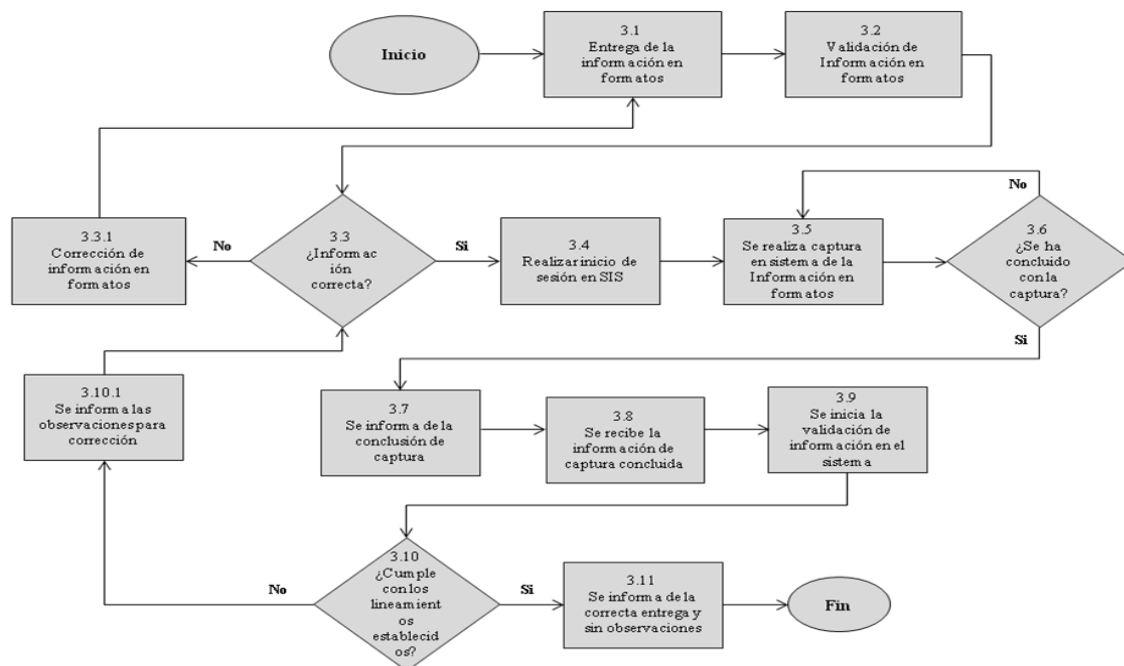 Inicio
3.1
Entrega de la
información en
formatos
3.2
Validación de
Información en
formatos
3.3.1
Corrección de
información en
formatos
No
3.3
¿Informac
ión
correcta?
Si
3.4
Realizar inicio de
sesión en SIS
3.5
Se realiza captura
en sistema de la
Información en
formatos
No
3.6
¿Se ha
concluido
con la
captura?
Si
3.10.1
Se informa las
observaciones para
corrección
3.7
Se informa de la
conclusión de
captura
3.8
Se recibe la
información de
captura concluida
3.9
Se inicia la
validación de
información en el
sistema
No
3.10
¿Cumple
con los
lineamient
os
establecid
os?
Si
3.11
Se informa de la
correcta entrega y
sin observaciones
Fin